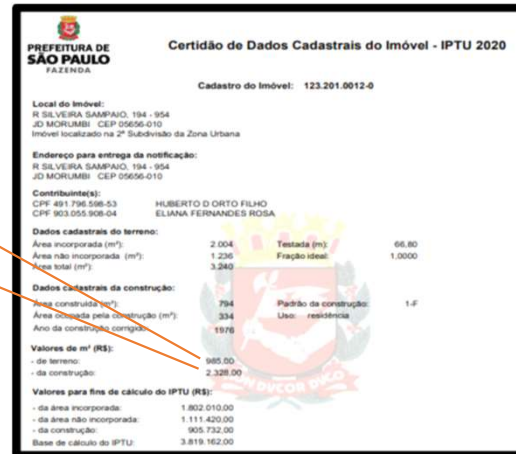 PREFEITURA DE
SÃO PAULO
FAZENDA
Certidão de Dados Cadastrais do Imóvel - IPTU 2020
Cadastro do Imóvel: 123.201.0012-0
Local do Imóvel:
R SILVEIRA SAMPAIO, 194 - 954
JD MORUMBI CEP 05656-010
Imóvel localizado na 2ª Subdivisão da Zona Urbana
Endereço para entrega da notificação:
R SILVEIRA SAMPAIO, 194 - 954
JD MORUMBI CEP 05656-010
Contribuinte(s):
CPF 491.796.598-53 HUBERTO D ORTO FILHO
CPF 903.055.908-04 ELIANA FERNANDES ROSA
Dados cadastrais do terreno:
Área incorporada (m²): 2.004 Testada (m): 66,80
Área não incorporada (m²): 1.236 Fração ideal: 1,0000
Área total (m²): 3.240
Dados cadastrais da construção:
Área construída (m²): 794 Padrão da construção: 1-F
Área ocupada pela construção (m²): 334 Uso: residência
Ano da construção corrigido: 1976
Valores de m² (R$):
- de terreno: 985,00
- da construção: 2.328,00
Valores para fins de cálculo do IPTU (R$):
- da área incorporada: 1.802.010,00
- da área não incorporada: 1.111.420,00
- da construção: 905.732,00
Base de cálculo do IPTU: 3.819.162,00